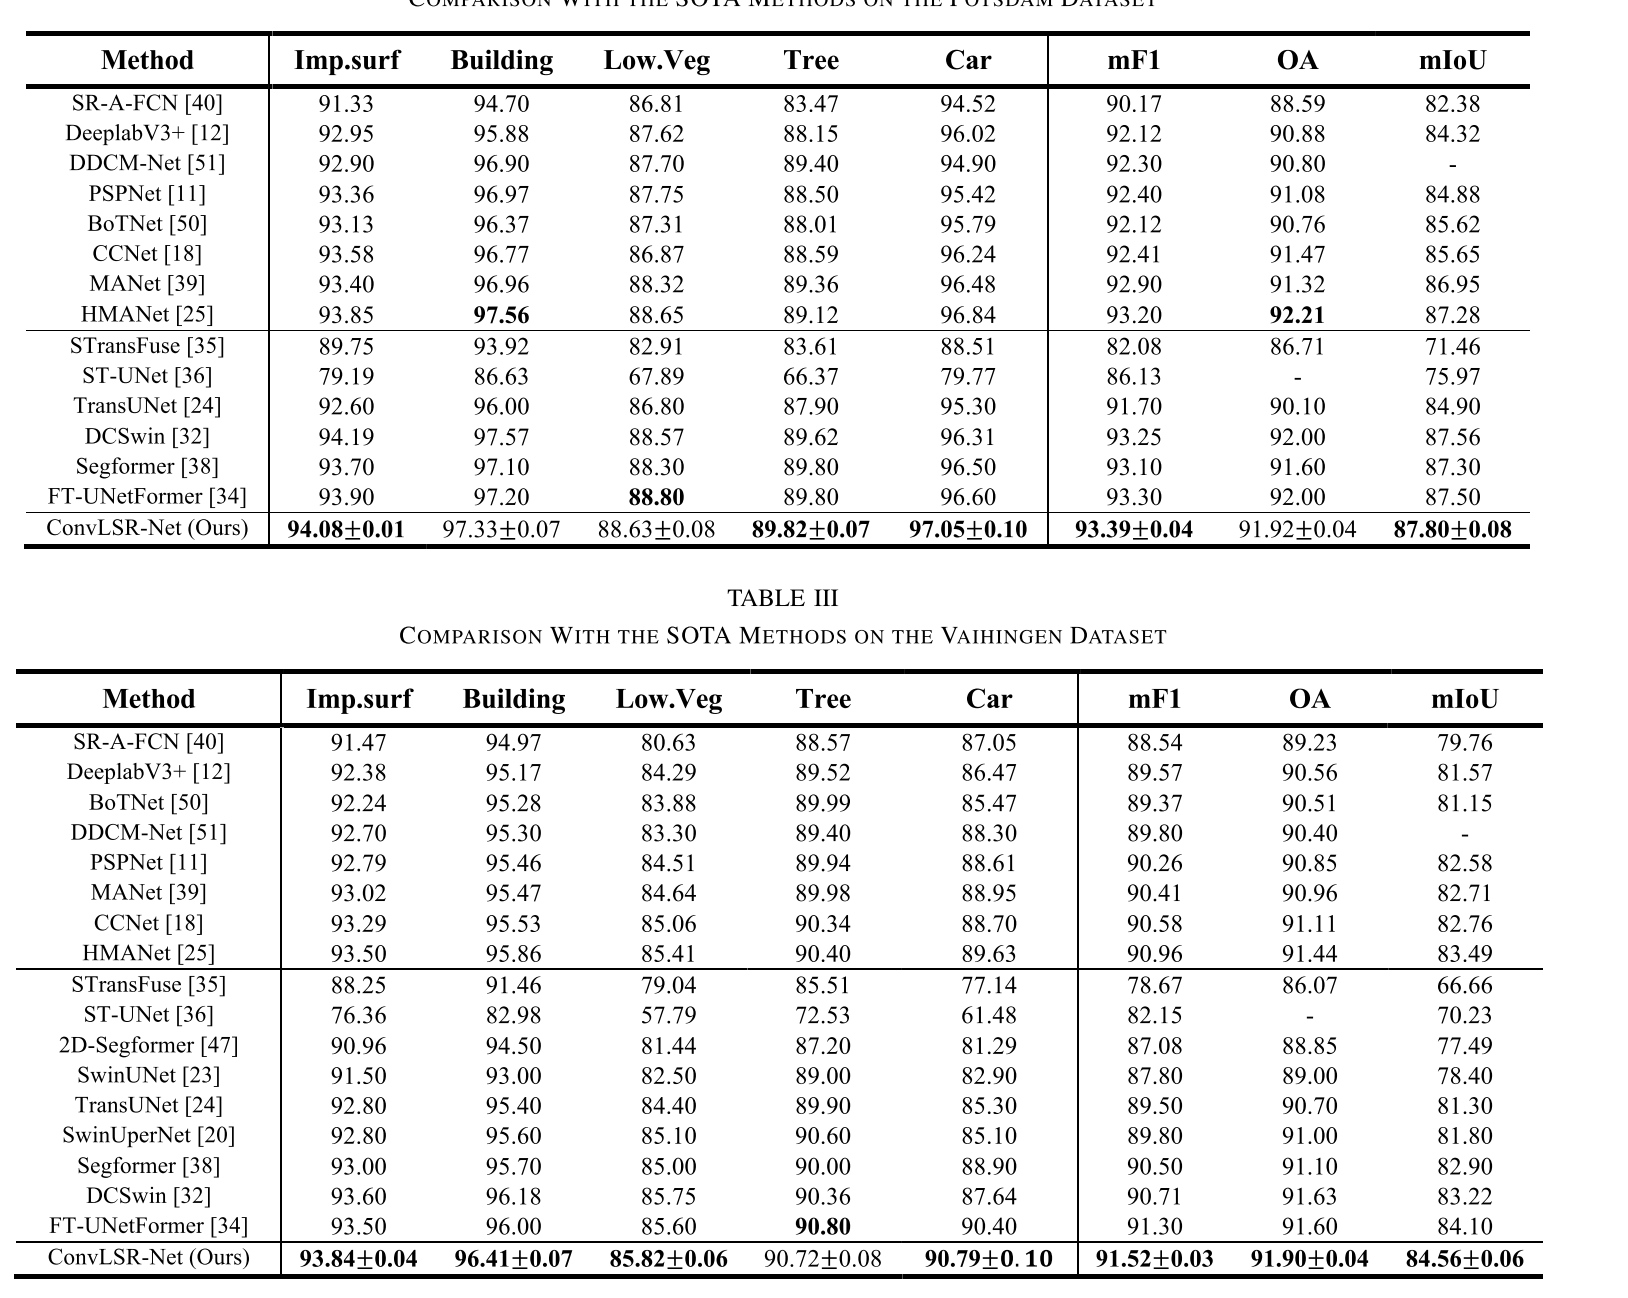 COMPARISON WITH THE SOTA METHODS ON THE POTSDAM DATASET
Method Imp.surf Building Low.Veg Tree Car mF1 OA mIoU
SR-A-FCN [40] 91.33 94.70 86.81 83.47 94.52 90.17 88.59 82.38
DeeplabV3+ [12] 92.95 95.88 87.62 88.15 96.02 92.12 90.88 84.32
DDCM-Net [51] 92.90 96.90 87.70 89.40 94.90 92.30 90.80 -
PSPNet [11] 93.36 96.97 87.75 88.50 95.42 92.40 91.08 84.88
BoTNet [50] 93.13 96.37 87.31 88.01 95.79 92.12 90.76 85.62
CCNet [18] 93.58 96.77 86.87 88.59 96.24 92.41 91.47 85.65
MANet [39] 93.40 96.96 88.32 89.36 96.48 92.90 91.32 86.95
HMANet [25] 93.85 97.56 88.65 89.12 96.84 93.20 92.21 87.28
STransFuse [35] 89.75 93.92 82.91 83.61 88.51 82.08 86.71 71.46
ST-UNet [36] 79.19 86.63 67.89 66.37 79.77 86.13 - 75.97
TransUNet [24] 92.60 96.00 86.80 87.90 95.30 91.70 90.10 84.90
DCSwin [32] 94.19 97.57 88.57 89.62 96.31 93.25 92.00 87.56
Segformer [38] 93.70 97.10 88.30 89.80 96.50 93.10 91.60 87.30
FT-UNetFormer [34] 93.90 97.20 88.80 89.80 96.60 93.30 92.00 87.50
ConvLSR-Net (Ours) 94.08±0.01 97.33±0.07 88.63±0.08 89.82±0.07 97.05±0.10 93.39±0.04 91.92±0.04 87.80±0.08
TABLE III
COMPARISON WITH THE SOTA METHODS ON THE VAIHINGEN DATASET
Method Imp.surf Building Low.Veg Tree Car mF1 OA mIoU
SR-A-FCN [40] 91.47 94.97 80.63 88.57 87.05 88.54 89.23 79.76
DeeplabV3+ [12] 92.38 95.17 84.29 89.52 86.47 89.57 90.56 81.57
BoTNet [50] 92.24 95.28 83.88 89.99 85.47 89.37 90.51 81.15
DDCM-Net [51] 92.70 95.30 83.30 89.40 88.30 89.80 90.40 -
PSPNet [11] 92.79 95.46 84.51 89.94 88.61 90.26 90.85 82.58
MANet [39] 93.02 95.47 84.64 89.98 88.95 90.41 90.96 82.71
CCNet [18] 93.29 95.53 85.06 90.34 88.70 90.58 91.11 82.76
HMANet [25] 93.50 95.86 85.41 90.40 89.63 90.96 91.44 83.49
STransFuse [35] 88.25 91.46 79.04 85.51 77.14 78.67 86.07 66.66
ST-UNet [36] 76.36 82.98 57.79 72.53 61.48 82.15 - 70.23
2D-Segformer [47] 90.96 94.50 81.44 87.20 81.29 87.08 88.85 77.49
SwinUNet [23] 91.50 93.00 82.50 89.00 82.90 87.80 89.00 78.40
TransUNet [24] 92.80 95.40 84.40 89.90 85.30 89.50 90.70 81.30
SwinUperNet [20] 92.80 95.60 85.10 90.60 85.10 89.80 91.00 81.80
Segformer [38] 93.00 95.70 85.00 90.00 88.90 90.50 91.10 82.90
DCSwin [32] 93.60 96.18 85.75 90.36 87.64 90.71 91.63 83.22
FT-UNetFormer [34] 93.50 96.00 85.60 90.80 90.40 91.30 91.60 84.10
ConvLSR-Net (Ours) 93.84±0.04 96.41±0.07 85.82±0.06 90.72±0.08 90.79±0.10 91.52±0.03 91.90±0.04 84.56±0.06